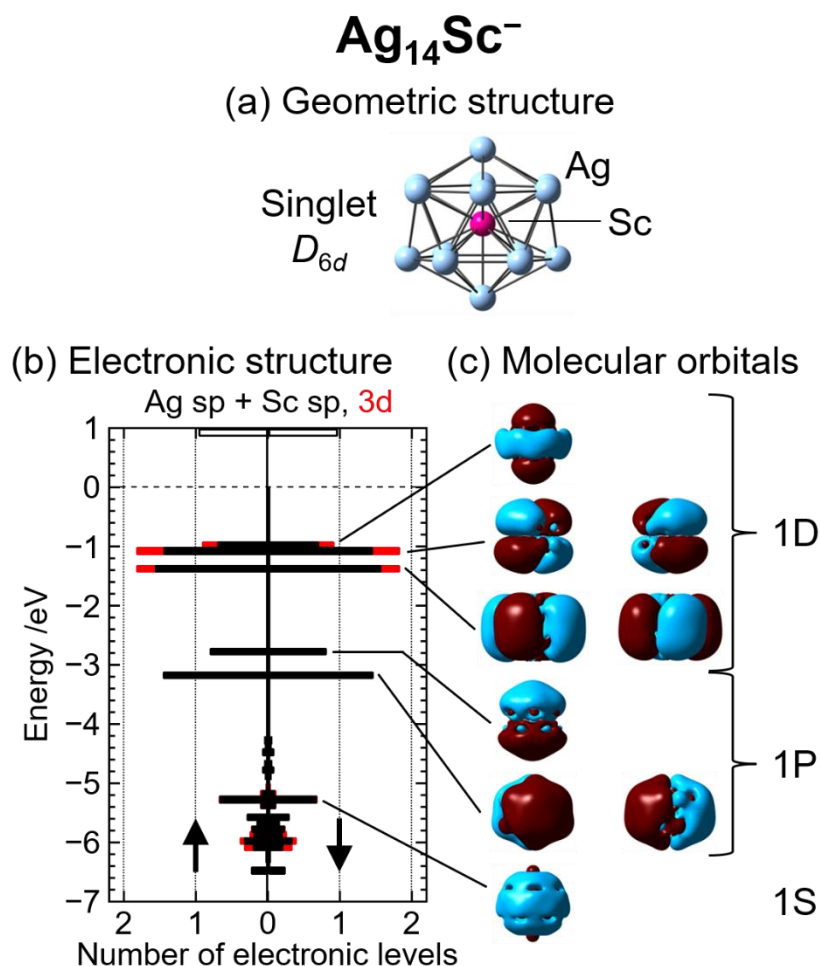 Ag₁₄Sc⁻
(a) Geometric structure
Ag
Singlet
D₆d
Sc
(b) Electronic structure
Ag sp + Sc sp, 3d
1
0
−1
−2
−3
−4
−5
−6
−7
Energy /eV
2 1 0 1 2
Number of electronic levels
(c) Molecular orbitals
1D
1P
1S